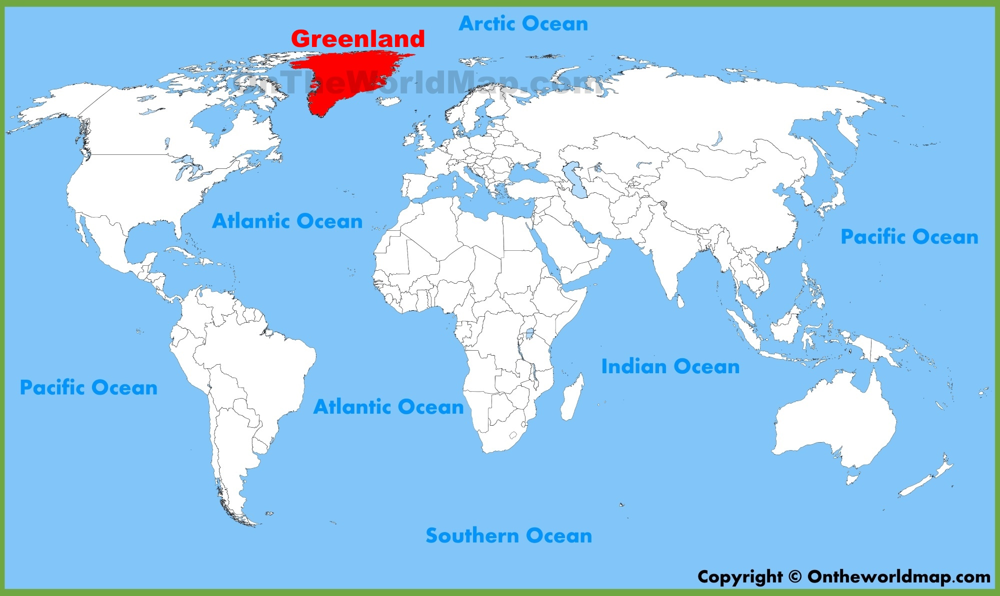 Arctic Ocean
Greenland
OnTheWorldMap.com
Atlantic Ocean
Pacific Ocean
Indian Ocean
Pacific Ocean
Atlantic Ocean
Southern Ocean
Copyright © Ontheworldmap.com